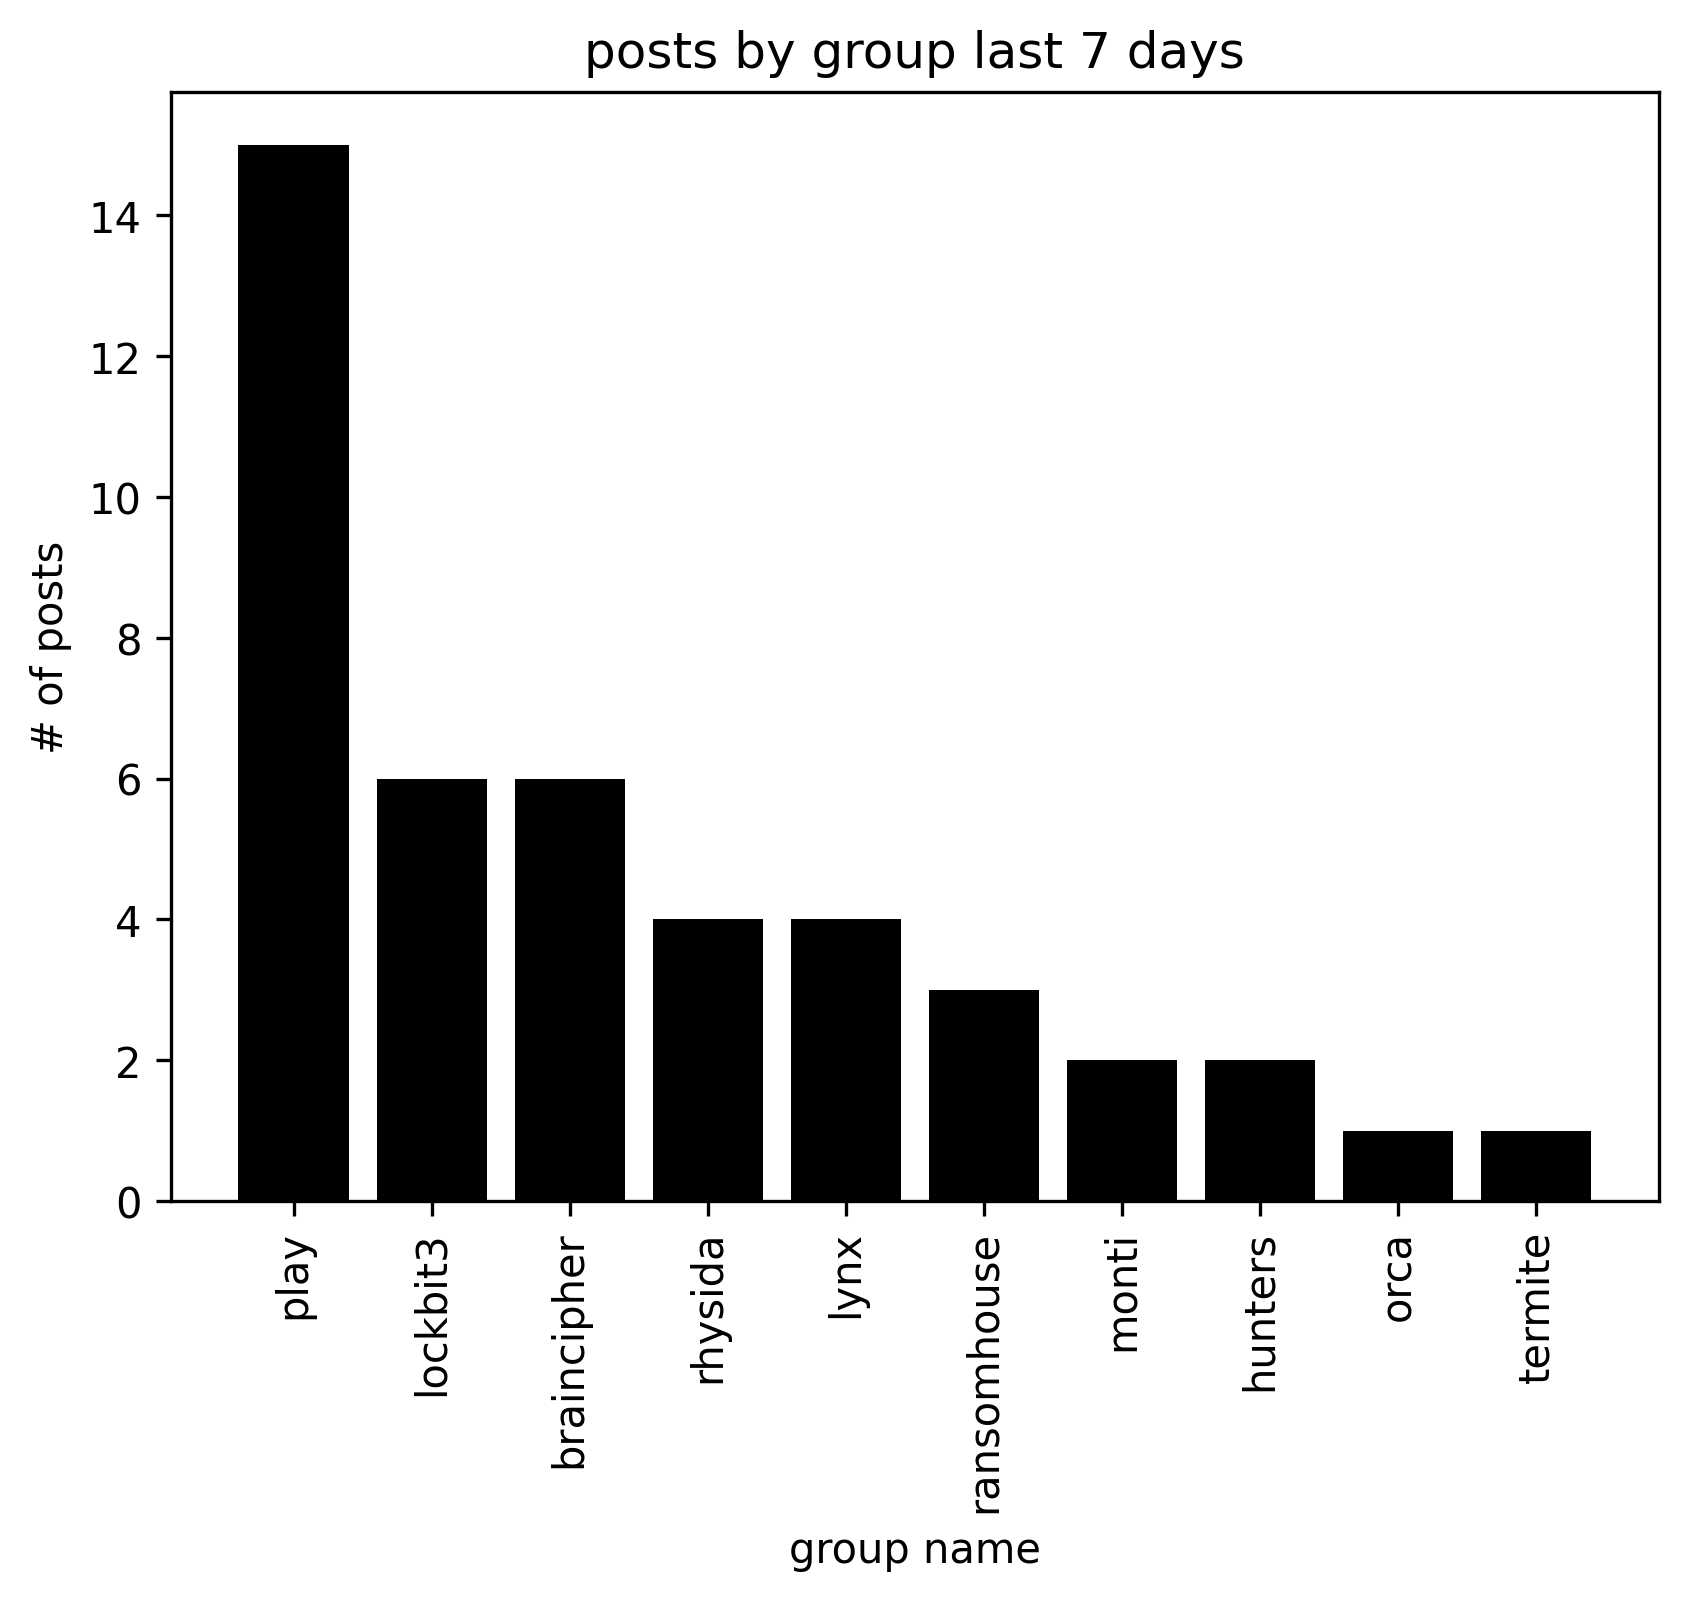 posts by group last 7 days
14
12
10
8
6
4
2
0
# of posts
play
lockbit3
braincipher
rhysida
lynx
ransomhouse
monti
hunters
orca
termite
group name